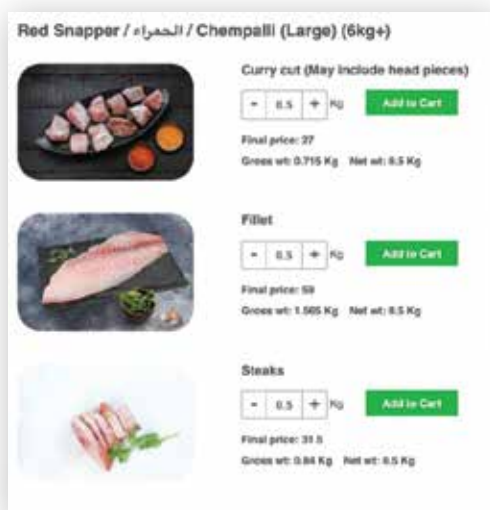 Red Snapper / الحمراء / Chempalli (Large) (6kg+)
Curry cut (May include head pieces)
- 0.5 + Kg Add to Cart
Final price: 27
Gross wt: 0.715 Kg Net wt: 0.5 Kg
Fillet
- 0.5 + Kg Add to Cart
Final price: 59
Gross wt: 1.565 Kg Net wt: 0.5 Kg
Steaks
- 0.5 + Kg Add to Cart
Final price: 31.5
Gross wt: 0.84 Kg Net wt: 0.5 Kg